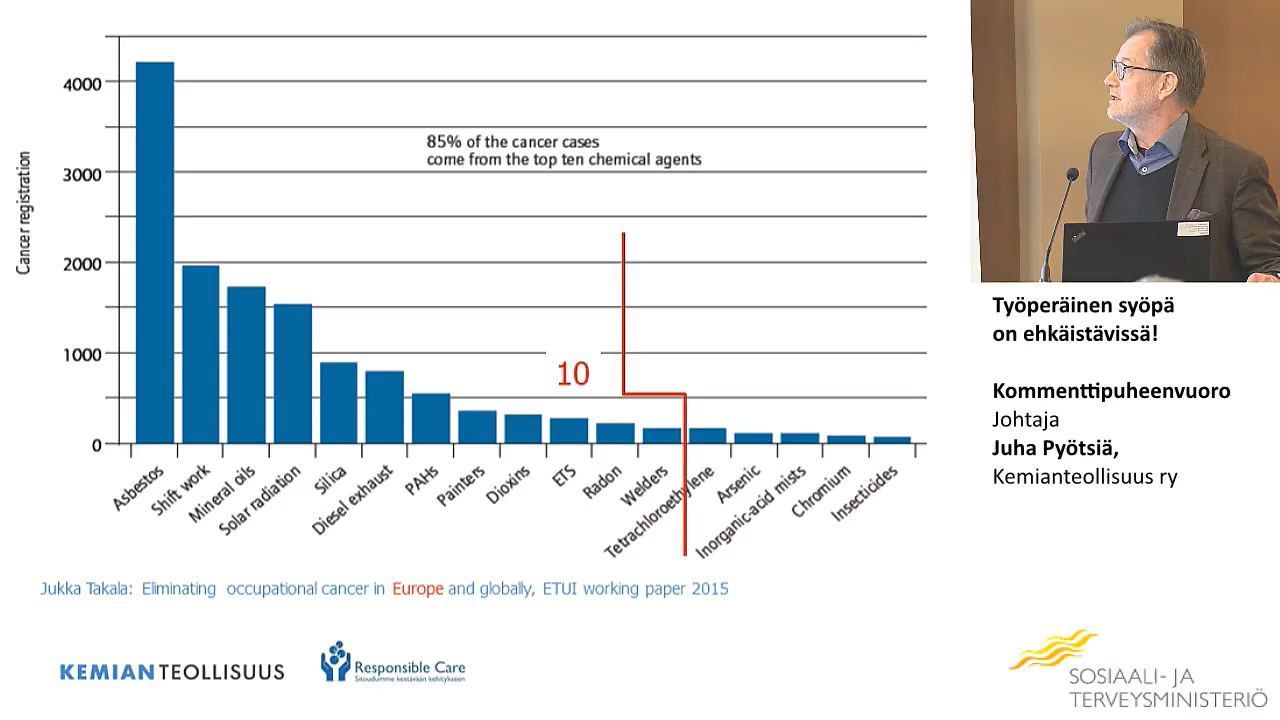 4000
3000
2000
1000
0
Cancer registration
85% of the cancer cases
come from the top ten chemical agents
10
Asbestos
Shift work
Mineral oils
Solar radiation
Silica
Diesel exhaust
PAHs
Painters
Dioxins
ETS
Radon
Welders
Tetrachloroethylene
Arsenic
Inorganic-acid mists
Chromium
Insecticides
Jukka Takala: Eliminating occupational cancer in Europe and globally, ETUI working paper 2015
KEMIANTEOLLISUUS
Responsible Care
Sitoudumme kestävään kehitykseen
Työperäinen syöpä
on ehkäistävissä!
Kommenttipuheenvuoro
Johtaja
Juha Pyötsiä,
Kemianteollisuus ry
SOSIAALI- JA
TERVEYSMINISTERIÖ